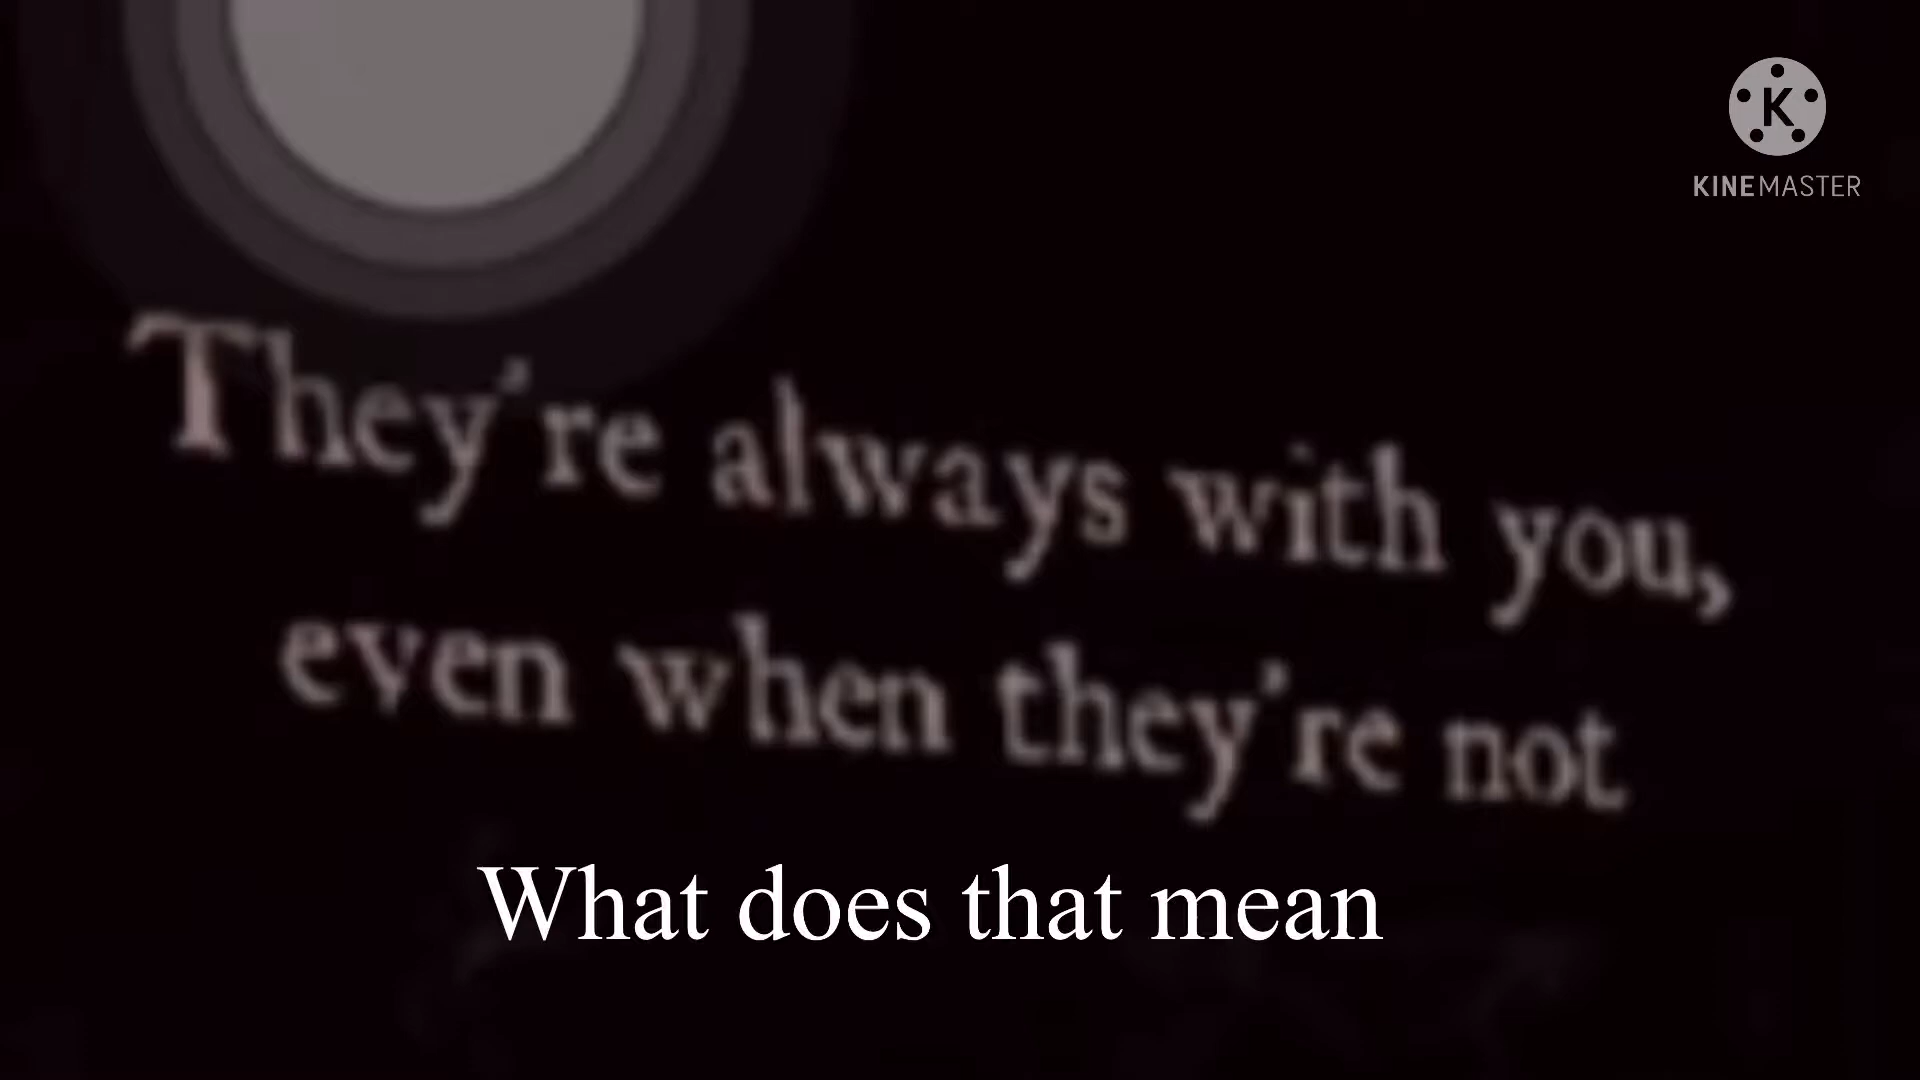 KINEMASTER
They're always with you,
even when they're not
What does that mean